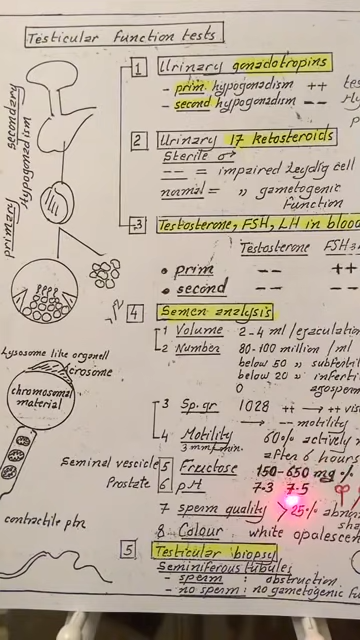 Testicular function tests
1 Urinary gonadotropins
- prim. hypogonadism ++
- second hypogonadism --
2 Urinary 17 ketosteroids
Sterile ♂
-- = impaired Leydig cell
normal = 〃 gametogenic
function
3 Testosterone, FSH, LH in blood
Testosterone FSH
• prim -- ++
• second -- --
4 Semen analysis
1 Volume 2-4 ml/ejaculation
2 Number 80-100 million/ml
below 50 〃
below 20 〃
0
3 Sp.gr 1028 ++ → ++
→ -- motility
4 Motility 60% actively
3 mm/min. after 6 hours
Seminal vescicle 5 Fructose 150-650 mg%
Prostate 6 pH 7.3 7.5
7 sperm quality >25%
8 Colour white
5 Testicular biopsy
Seminiferous tubules
- sperm : obstruction
- no sperm : no gametogenic
secondary
Hypogonadism
primary
Lysosome like organell
Acrosome
chromosomal
material
contractile ptn